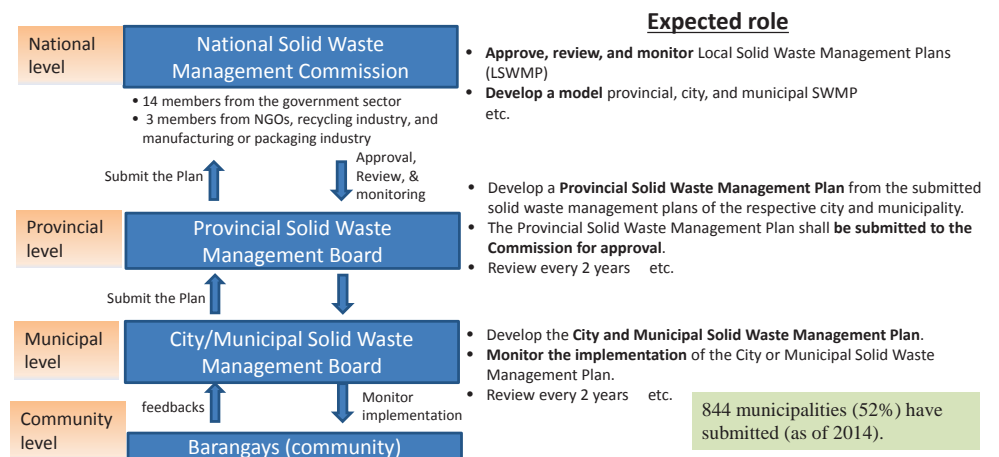 Expected role
National
level
National Solid Waste
Management Commission
• Approve, review, and monitor Local Solid Waste Management Plans
(LSWMP)
• Develop a model provincial, city, and municipal SWMP
etc.
• 14 members from the government sector
• 3 members from NGOs, recycling industry, and
manufacturing or packaging industry
Submit the Plan
Approval,
Review, &
monitoring
Provincial
level
Provincial Solid Waste
Management Board
• Develop a Provincial Solid Waste Management Plan from the submitted
solid waste management plans of the respective city and municipality.
• The Provincial Solid Waste Management Plan shall be submitted to the
Commission for approval.
• Review every 2 years etc.
Submit the Plan
Municipal
level
City/Municipal Solid Waste
Management Board
• Develop the City and Municipal Solid Waste Management Plan.
• Monitor the implementation of the City or Municipal Solid Waste
Management Plan.
• Review every 2 years etc.
feedbacks
Monitor
implementation
Community
level
Barangays (community)
844 municipalities (52%) have
submitted (as of 2014).